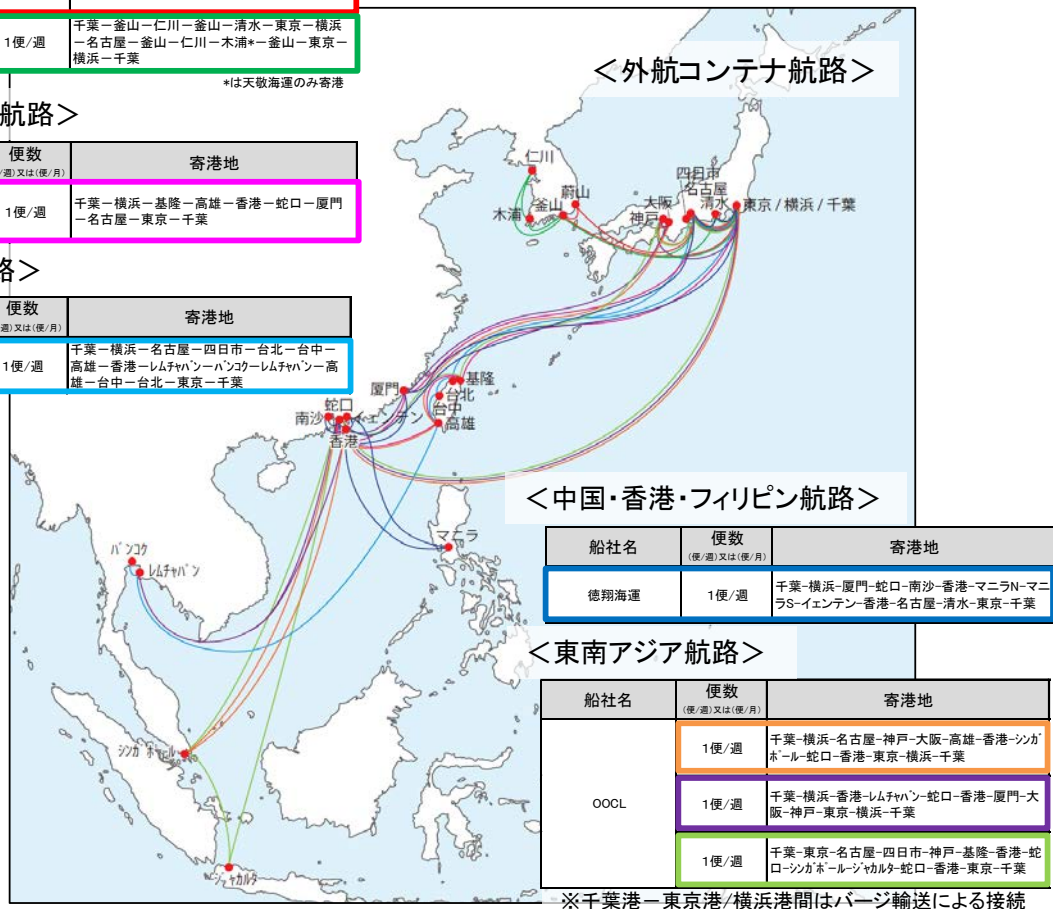 1便/週
千葉－釜山－仁川－釜山－清水－東京－横浜
－名古屋－釜山－仁川－木浦*－釜山－東京－
横浜－千葉
*は天敬海運のみ寄港
＜外航コンテナ航路＞
航路＞
便数
/週)又は(便/月)
寄港地
1便/週
千葉－横浜－基隆－高雄－香港－蛇口－厦門
－名古屋－東京－千葉
路＞
便数
週)又は(便/月)
寄港地
1便/週
千葉－横浜－名古屋－四日市－台北－台中－
高雄－香港－レムチャバン－バンコク－レムチャバン－高
雄－台中－台北－東京－千葉
仁川
蔚山
釜山
木浦
四日市
名古屋
大阪
清水
神戸
東京/横浜/千葉
厦門
基隆
台北
台中
高雄
蛇口
南沙
イェンテン
香港
マニラ
バンコク
レムチャバン
シンガポール
ジャカルタ
＜中国・香港・フィリピン航路＞
船社名
便数
(便/週)又は(便/月)
寄港地
徳翔海運
1便/週
千葉-横浜-厦門-蛇口-南沙-香港-マニラN-マニ
ラS-イェンテン-香港-名古屋-清水-東京-千葉
＜東南アジア航路＞
船社名
便数
(便/週)又は(便/月)
寄港地
OOCL
1便/週
千葉-横浜-名古屋-神戸-大阪-高雄-香港-シンガ
ポール-蛇口-香港-東京-横浜-千葉
1便/週
千葉-横浜-香港-レムチャバン-蛇口-香港-厦門-大
阪-神戸-東京-横浜-千葉
1便/週
千葉-東京-名古屋-四日市-神戸-基隆-香港-蛇
口-シンガポール-ジャカルタ-蛇口-香港-東京-千葉
※千葉港－東京港/横浜港間はバージ輸送による接続